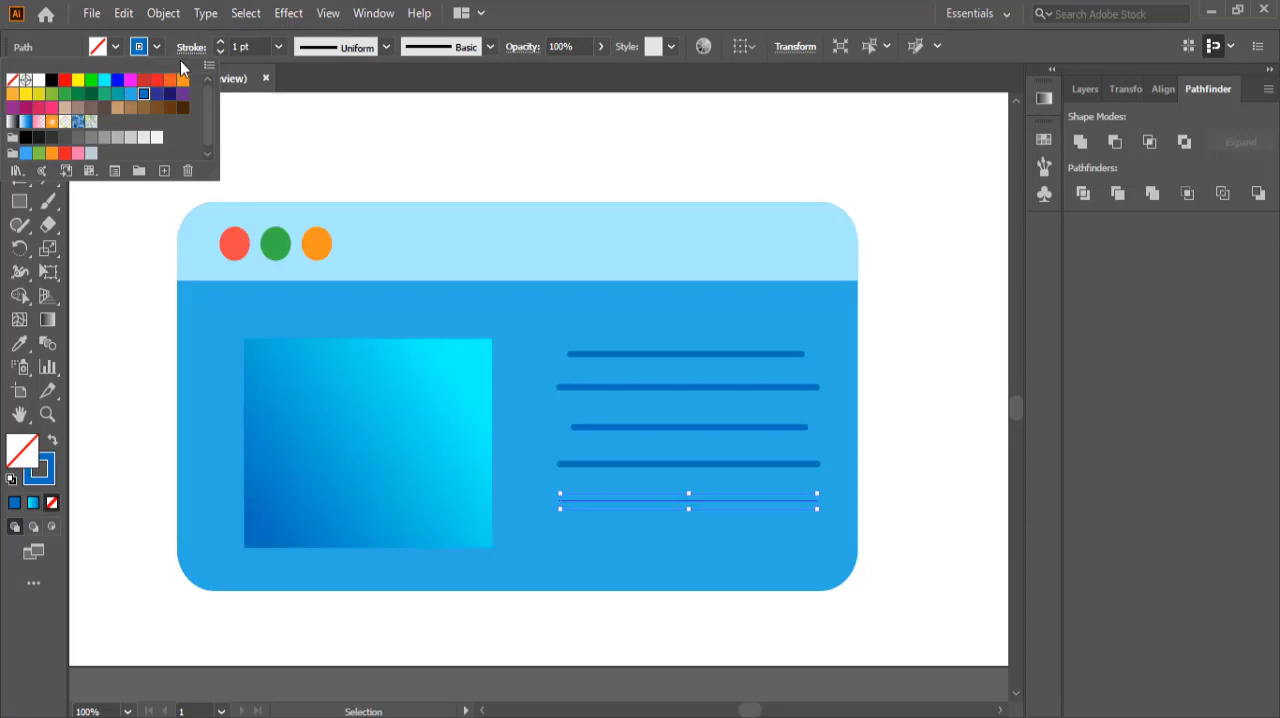 Ai File Edit Object Type Select Effect View Window Help Essentials Search Adobe Stock
Path Stroke: 1 pt Uniform Basic Opacity: 100% Style: Transform
view) ×
Layers Transfo Align Pathfinder
Shape Modes:
Expand
Pathfinders:
100% 1 Selection